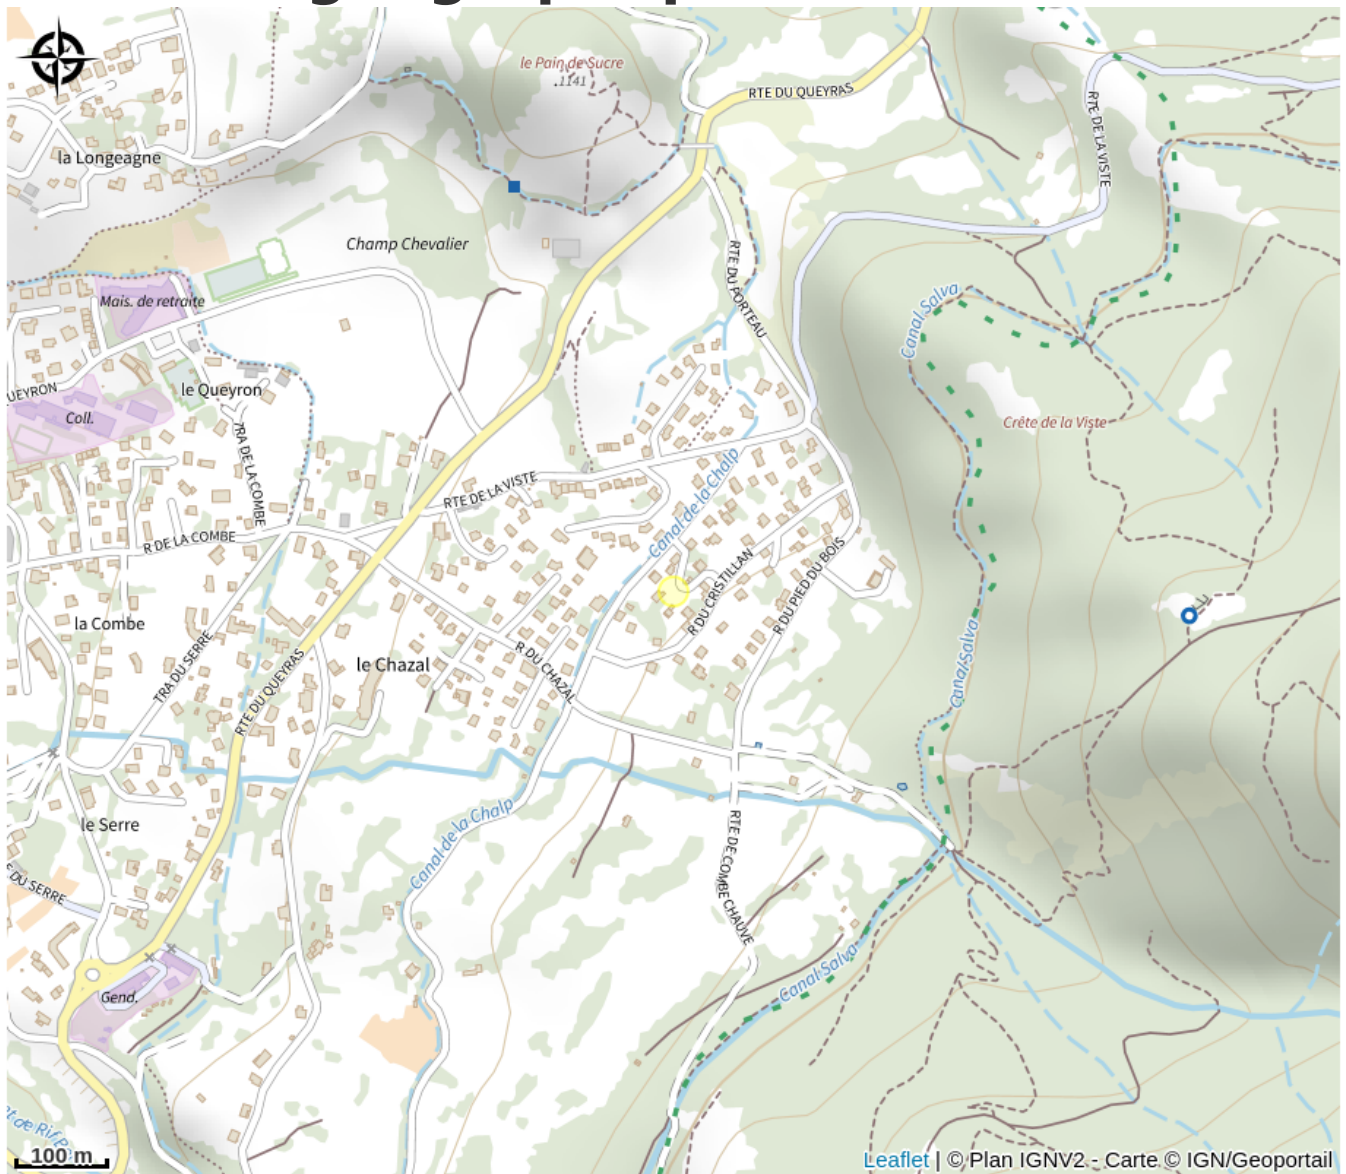 le Pain de Sucre
.1141
RTE DU QUEYRAS
RTE DE LA VISTE
la Longeagne
Champ Chevalier
RTE DU PORTEAU
Mais. de retraite
Canal Salva
le Queyron
UEYRON
Coll.
TRA DE LA COMBE
Crête de la Viste
RTE DE LA VISTE
Canal de la Chalp
R DE LA COMBE
R DU CRISTILLAN
R DU PIED DU BOIS
la Combe
TRA DU SERRE
RTE DU QUEYRAS
le Chazal
R DU CHAZAL
Canal Salva
le Serre
Canal de la Chalp
RTE DE COMBE CHAUVE
E DU SERRE
Canal Salva
Gend.
100 m
Leaflet | © Plan IGNV2 - Carte © IGN/Geoportail